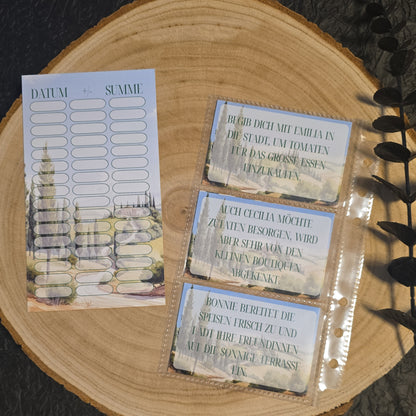 DATUM +/- SUMME
BEGIB DICH MIT EMILIA IN
DIE STADT, UM TOMATEN
FÜR DAS GROSSE ESSEN
EINZUKAUFEN.
AUCH CECILIA MÖCHTE
ZUTATEN BESORGEN, WIRD
ABER SEHR VON DEN
KLEINEN BOUTIQUEN
ABGELENKT.
BONNIE BEREITET DIE
SPEISEN FRISCH ZU UND
LÄDT IHRE FREUNDINNEN
AUF DIE SONNIGE TERRASSE
EIN.